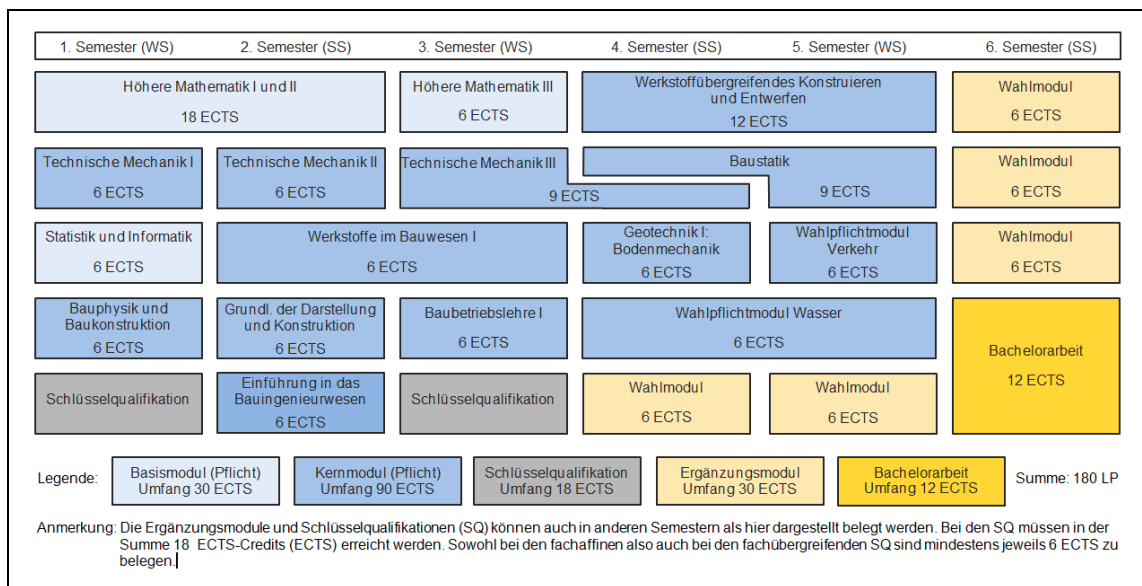 1. Semester (WS) 2. Semester (SS) 3. Semester (WS) 4. Semester (SS) 5. Semester (WS) 6. Semester (SS)
Höhere Mathematik I und II
18 ECTS
Höhere Mathematik III
6 ECTS
Werkstoffübergreifendes Konstruieren
und Entwerfen
12 ECTS
Wahlmodul
6 ECTS
Technische Mechanik I
6 ECTS
Technische Mechanik II
6 ECTS
Technische Mechanik III
9 ECTS
Baustatik
9 ECTS
Wahlmodul
6 ECTS
Statistik und Informatik
6 ECTS
Werkstoffe im Bauwesen I
6 ECTS
Geotechnik I:
Bodenmechanik
6 ECTS
Wahlpflichtmodul
Verkehr
6 ECTS
Wahlmodul
6 ECTS
Bauphysik und
Baukonstruktion
6 ECTS
Grundl. der Darstellung
und Konstruktion
6 ECTS
Baubetriebslehre I
6 ECTS
Wahlpflichtmodul Wasser
6 ECTS
Bachelorarbeit
12 ECTS
Schlüsselqualifikation
Einführung in das
Bauingenieurwesen
6 ECTS
Schlüsselqualifikation
Wahlmodul
6 ECTS
Wahlmodul
6 ECTS
Legende:
Basismodul (Pflicht)
Umfang 30 ECTS
Kernmodul (Pflicht)
Umfang 90 ECTS
Schlüsselqualifikation
Umfang 18 ECTS
Ergänzungsmodul
Umfang 30 ECTS
Bachelorarbeit
Umfang 12 ECTS
Summe: 180 LP
Anmerkung: Die Ergänzungsmodule und Schlüsselqualifikationen (SQ) können auch in anderen Semestern als hier dargestellt belegt werden. Bei den SQ müssen in der
Summe 18 ECTS-Credits (ECTS) erreicht werden. Sowohl bei den fachaffinen also auch bei den fachübergreifenden SQ sind mindestens jeweils 6 ECTS zu
belegen.